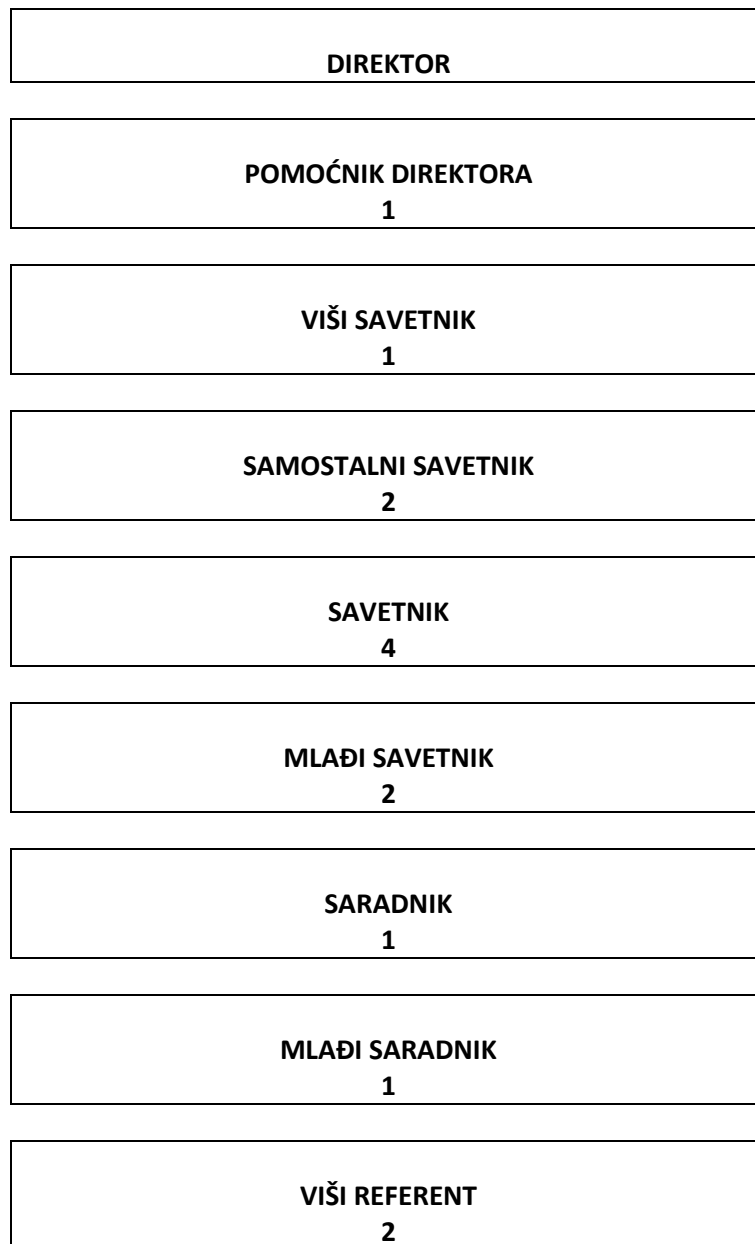 DIREKTOR
POMOĆNIK DIREKTORA
1
VIŠI SAVETNIK
1
SAMOSTALNI SAVETNIK
2
SAVETNIK
4
MLAĐI SAVETNIK
2
SARADNIK
1
MLAĐI SARADNIK
1
VIŠI REFERENT
2